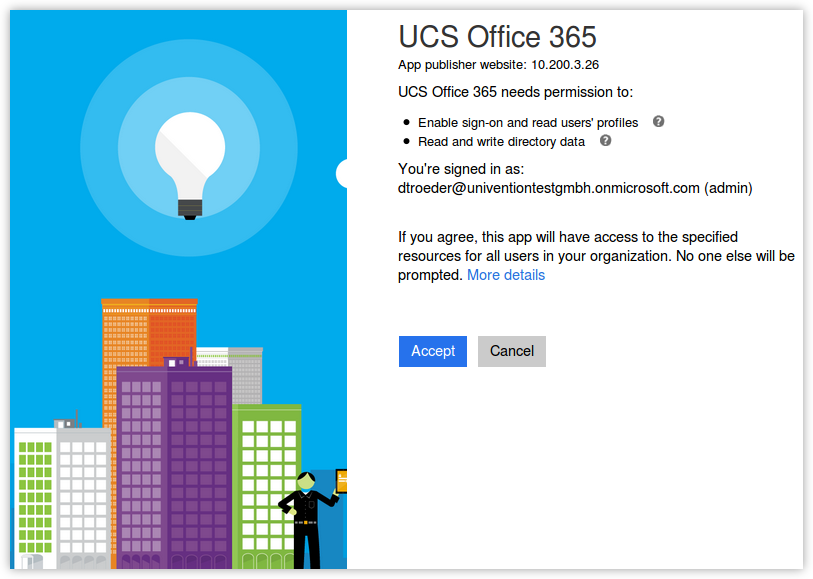 UCS Office 365
App publisher website: 10.200.3.26
UCS Office 365 needs permission to:
Enable sign-on and read users' profiles
Read and write directory data
You're signed in as:
dtroeder@univentiontestgmbh.onmicrosoft.com (admin)
If you agree, this app will have access to the specified
resources for all users in your organization. No one else will be
prompted. More details
Accept Cancel